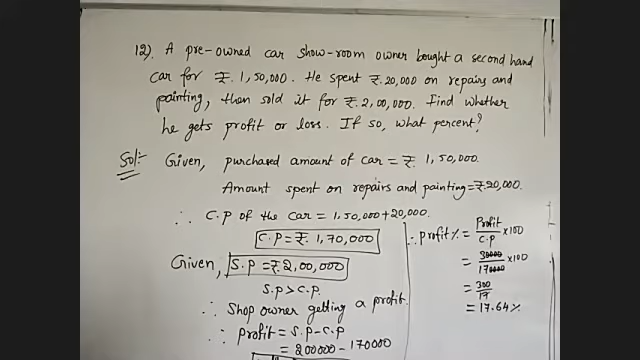 12). A pre-owned car show-room owner bought a second hand
car for ₹. 1,50,000. He spent ₹.20,000 on repairs and
painting, then sold it for ₹.2,00,000. Find whether
he gets profit or loss. If so, what percent?
Sol:- Given, purchased amount of car = ₹. 1,50,000.
Amount spent on repairs and painting = ₹.20,000.
∴ C.P of the car = 1,50,000+20,000.
C.P = ₹. 1,70,000
Given, S.P = ₹.2,00,000
S.P > C.P.
∴ Shop owner getting a profit.
∴ Profit = S.P - C.P
= 200000 - 170000
∴ Profit % = Profit/C.P × 100
= 30000/170000 × 100
= 300/17
= 17.64%